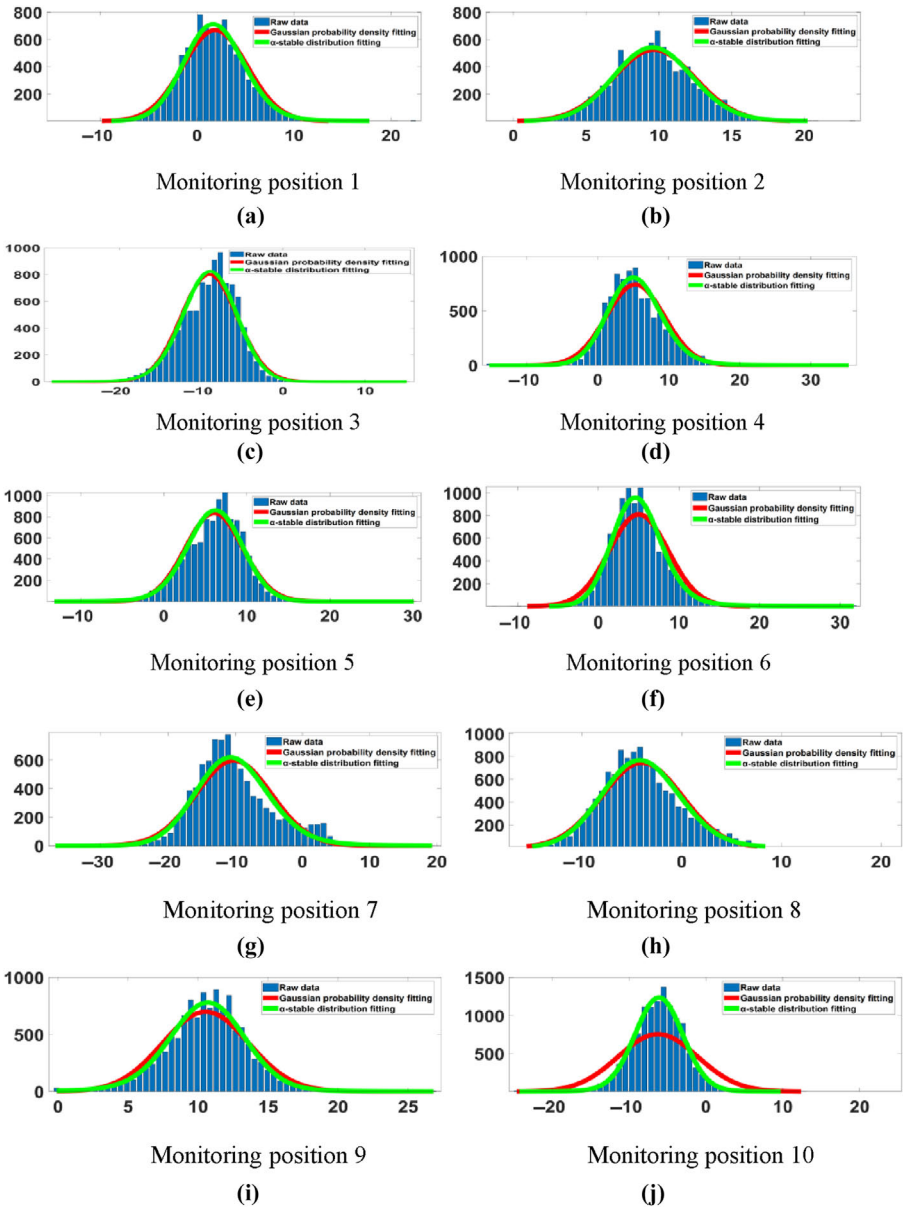 800
600
400
200
Raw data
Gaussian probability density fitting
α-stable distribution fitting
−10 0 10 20
Monitoring position 1
(a)
800
600
400
200
Raw data
Gaussian probability density fitting
α-stable distribution fitting
0 5 10 15 20
Monitoring position 2
(b)
1000
800
600
400
200
0
Raw data
Gaussian probability density fitting
α-stable distribution fitting
−20 −10 0 10
Monitoring position 3
(c)
1000
500
0
Raw data
Gaussian probability density fitting
α-stable distribution fitting
−10 0 10 20 30
Monitoring position 4
(d)
1000
800
600
400
200
Raw data
Gaussian probability density fitting
α-stable distribution fitting
−10 0 10 20 30
Monitoring position 5
(e)
1000
800
600
400
200
Raw data
Gaussian probability density fitting
α-stable distribution fitting
−10 0 10 20 30
Monitoring position 6
(f)
600
400
200
0
Raw data
Gaussian probability density fitting
α-stable distribution fitting
−30 −20 −10 0 10 20
Monitoring position 7
(g)
1000
800
600
400
200
Raw data
Gaussian probability density fitting
α-stable distribution fitting
−10 0 10 20
Monitoring position 8
(h)
1000
500
0
Raw data
Gaussian probability density fitting
α-stable distribution fitting
0 5 10 15 20 25
Monitoring position 9
(i)
1500
1000
500
Raw data
Gaussian probability density fitting
α-stable distribution fitting
−20 −10 0 10 20
Monitoring position 10
(j)